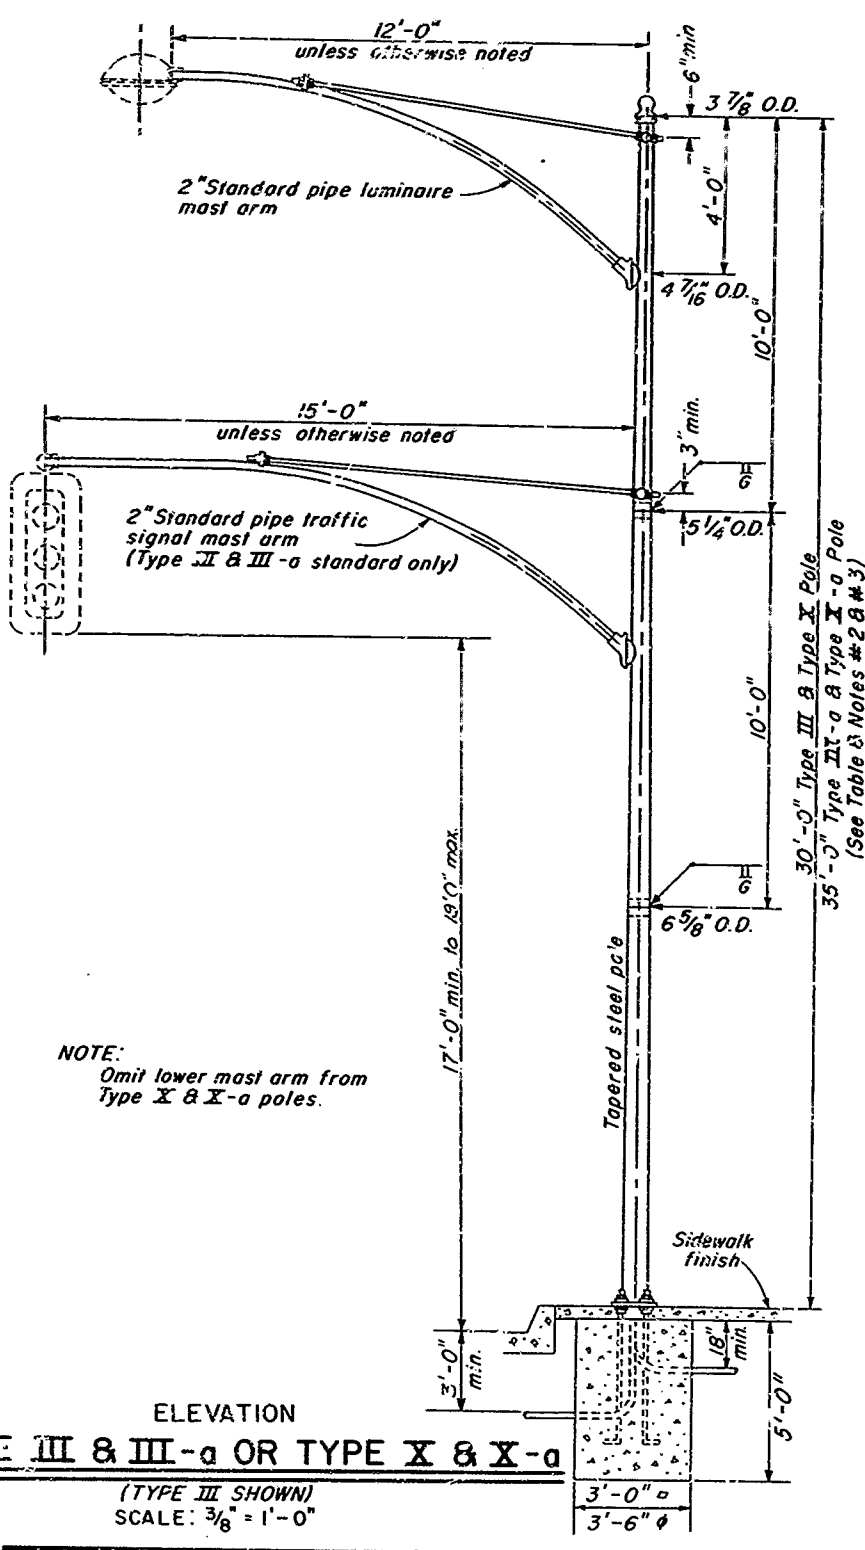 12'-0"
unless otherwise noted
6" min
3 7/8" O.D.
2" Standard pipe luminaire
mast arm
4'-0"
4 7/16" O.D.
10'-0"
15'-0"
unless otherwise noted
3" min.
11
G
5 1/4" O.D.
2" Standard pipe traffic
signal mast arm
(Type III & III-a standard only)
30'-0" Type III & Type X Pole
35'-0" Type III-a & Type X-a Pole
(See Table & Notes #2 & #3)
10'-0"
11
G
6 5/8" O.D.
17'-0" min. to 19'0" max.
Tapered steel pole
NOTE:
Omit lower mast arm from
Type X & X-a poles.
Sidewalk
finish
18"
min.
3'-0"
min.
5'-0"
ELEVATION
III & III-a OR TYPE X & X-a
(TYPE III SHOWN)
SCALE: 3/8" = 1'-0"
3'-0" □
3'-6" ϕ